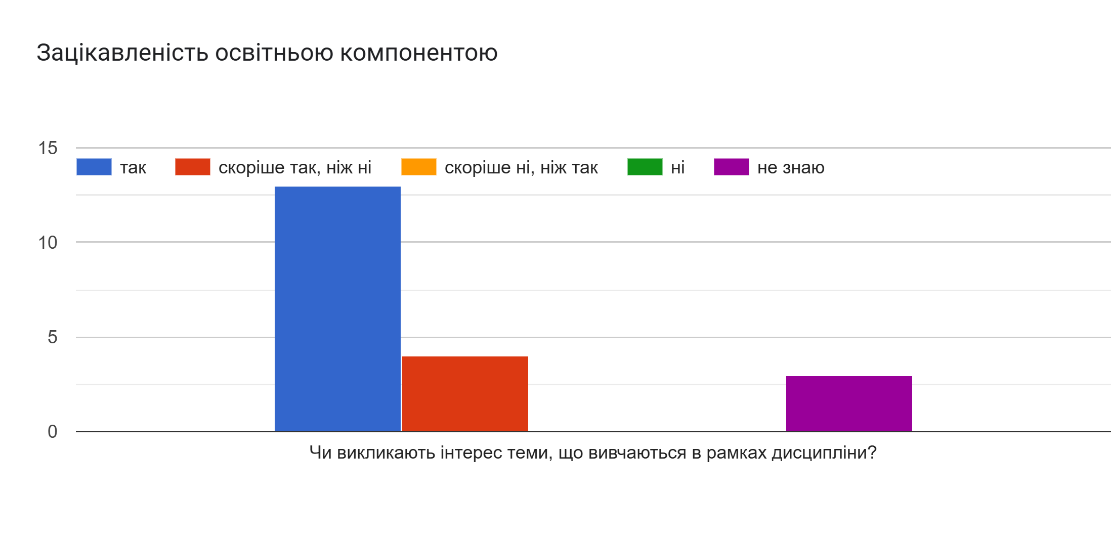 Зацікавленість освітньою компонентою
15
так скоріше так, ніж ні скоріше ні, ніж так ні не знаю
10
5
0
Чи викликають інтерес теми, що вивчаються в рамках дисципліни?